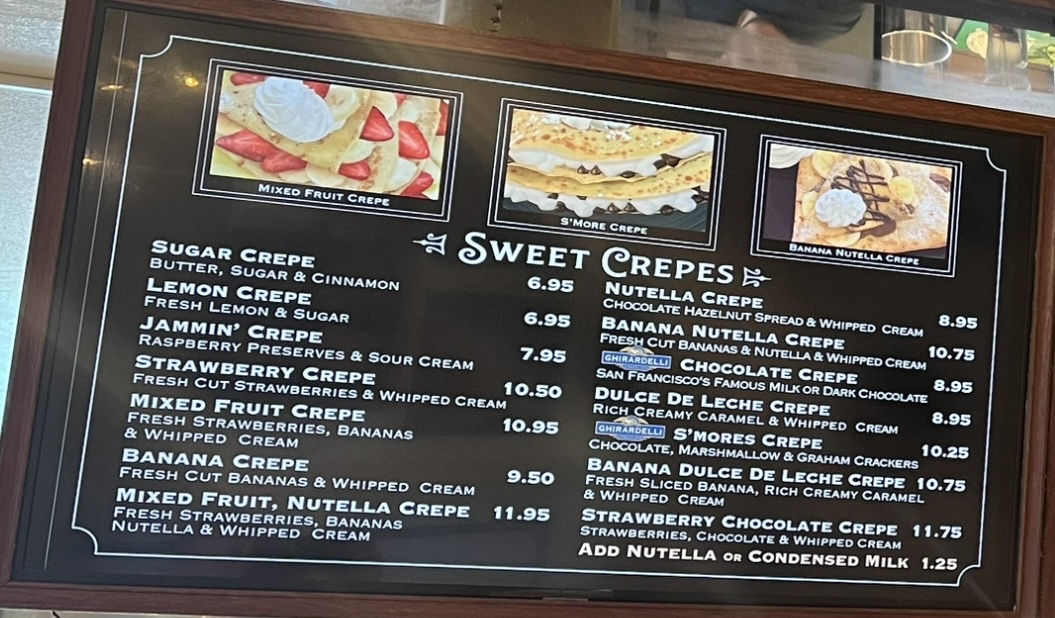 Mixed Fruit Crepe
S'More Crepe
Banana Nutella Crepe
Sweet Crepes
Sugar Crepe 6.95
Butter, Sugar & Cinnamon
Lemon Crepe 6.95
Fresh Lemon & Sugar
Jammin' Crepe 7.95
Raspberry Preserves & Sour Cream
Strawberry Crepe 10.50
Fresh Cut Strawberries & Whipped Cream
Mixed Fruit Crepe 10.95
Fresh Strawberries, Bananas
& Whipped Cream
Banana Crepe 9.50
Fresh Cut Bananas & Whipped Cream
Mixed Fruit, Nutella Crepe 11.95
Fresh Strawberries, Bananas
Nutella & Whipped Cream
Nutella Crepe 8.95
Chocolate Hazelnut Spread & Whipped Cream
Banana Nutella Crepe 10.75
Fresh Cut Bananas & Nutella & Whipped Cream
GHIRARDELLI Chocolate Crepe 8.95
San Francisco's Famous Milk or Dark Chocolate
Dulce De Leche Crepe 8.95
Rich Creamy Caramel & Whipped Cream
GHIRARDELLI S'mores Crepe 10.25
Chocolate, Marshmallow & Graham Crackers
Banana Dulce De Leche Crepe 10.75
Fresh Sliced Banana, Rich Creamy Caramel
& Whipped Cream
Strawberry Chocolate Crepe 11.75
Strawberries, Chocolate & Whipped Cream
Add Nutella or Condensed Milk 1.25